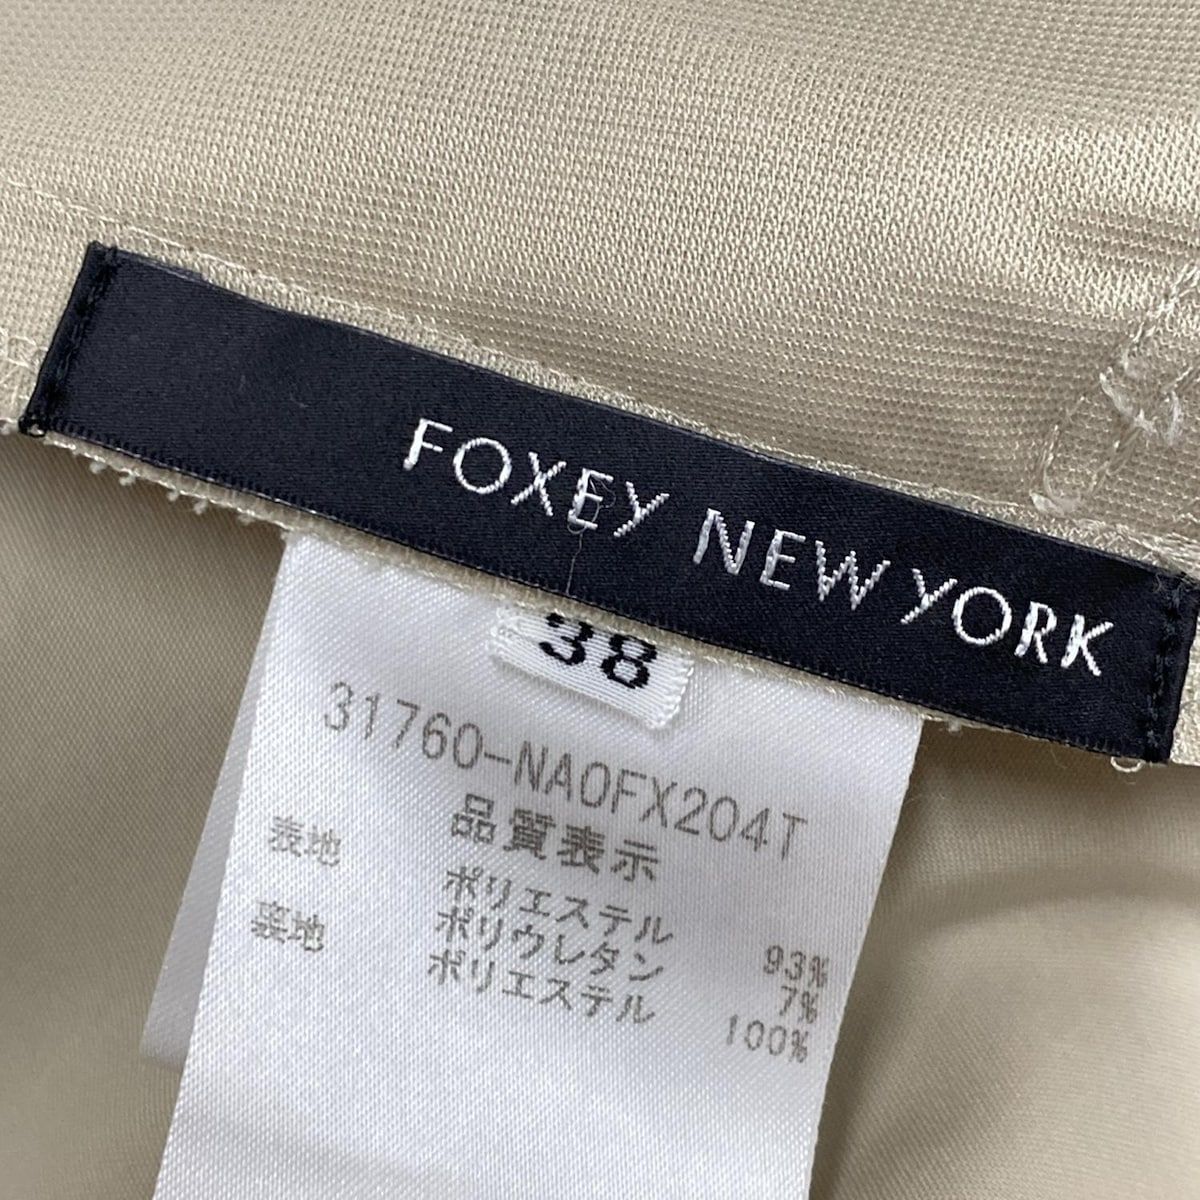 FOXEY NEW YORK
38
31760-NA0FX204T
品質表示
表地 ポリエステル 93%
ポリウレタン 7%
裏地 ポリエステル 100%